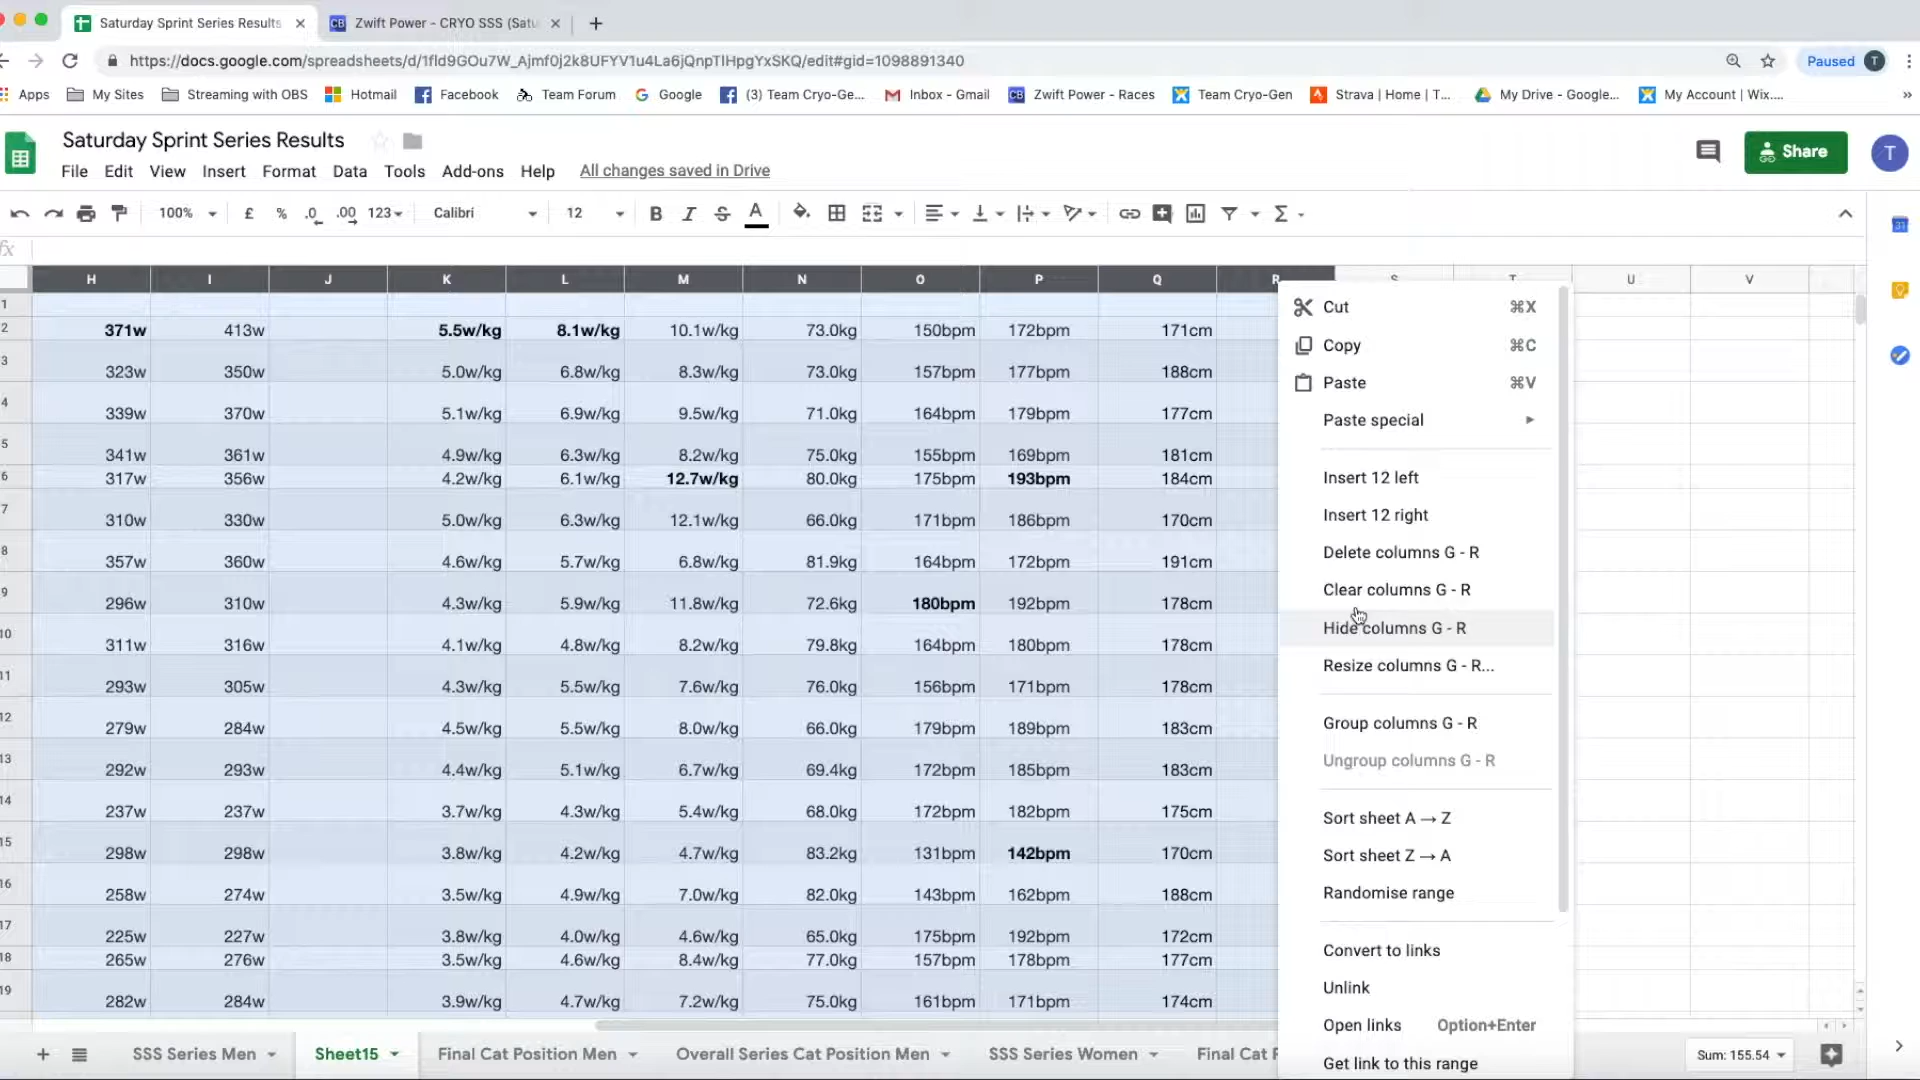 Saturday Sprint Series Results
Zwift Power - CRYO SSS (Satu
https://docs.google.com/spreadsheets/d/1fld9GOu7W_Ajmf0j2k8UFYV1u4La6jQnpTlHpgYxSKQ/edit#gid=1098891340
Paused T
Apps My Sites Streaming with OBS Hotmail Facebook Team Forum Google (3) Team Cryo-Ge... Inbox - Gmail Zwift Power - Races Team Cryo-Gen Strava | Home | T... My Drive - Google... My Account | Wix.... »
Saturday Sprint Series Results
Share T
File Edit View Insert Format Data Tools Add-ons Help All changes saved in Drive
100% £ % .0 .00 123 Calibri 12 B I S A Σ
31
fx
H I J K L M N O P Q R S T U V
1
2 371w 413w 5.5w/kg 8.1w/kg 10.1w/kg 73.0kg 150bpm 172bpm 171cm
3 323w 350w 5.0w/kg 6.8w/kg 8.3w/kg 73.0kg 157bpm 177bpm 188cm
4 339w 370w 5.1w/kg 6.9w/kg 9.5w/kg 71.0kg 164bpm 179bpm 177cm
5 341w 361w 4.9w/kg 6.3w/kg 8.2w/kg 75.0kg 155bpm 169bpm 181cm
6 317w 356w 4.2w/kg 6.1w/kg 12.7w/kg 80.0kg 175bpm 193bpm 184cm
7 310w 330w 5.0w/kg 6.3w/kg 12.1w/kg 66.0kg 171bpm 186bpm 170cm
8 357w 360w 4.6w/kg 5.7w/kg 6.8w/kg 81.9kg 164bpm 172bpm 191cm
9 296w 310w 4.3w/kg 5.9w/kg 11.8w/kg 72.6kg 180bpm 192bpm 178cm
10 311w 316w 4.1w/kg 4.8w/kg 8.2w/kg 79.8kg 164bpm 180bpm 178cm
11 293w 305w 4.3w/kg 5.5w/kg 7.6w/kg 76.0kg 156bpm 171bpm 178cm
12 279w 284w 4.5w/kg 5.5w/kg 8.0w/kg 66.0kg 179bpm 189bpm 183cm
13 292w 293w 4.4w/kg 5.1w/kg 6.7w/kg 69.4kg 172bpm 185bpm 183cm
14 237w 237w 3.7w/kg 4.3w/kg 5.4w/kg 68.0kg 172bpm 182bpm 175cm
15 298w 298w 3.8w/kg 4.2w/kg 4.7w/kg 83.2kg 131bpm 142bpm 170cm
16 258w 274w 3.5w/kg 4.9w/kg 7.0w/kg 82.0kg 143bpm 162bpm 188cm
17 225w 227w 3.8w/kg 4.0w/kg 4.6w/kg 65.0kg 175bpm 192bpm 172cm
18 265w 276w 3.5w/kg 4.6w/kg 8.4w/kg 77.0kg 157bpm 178bpm 177cm
19 282w 284w 3.9w/kg 4.7w/kg 7.2w/kg 75.0kg 161bpm 171bpm 174cm
Cut ⌘X
Copy ⌘C
Paste ⌘V
Paste special
Insert 12 left
Insert 12 right
Delete columns G - R
Clear columns G - R
Hide columns G - R
Resize columns G - R...
Group columns G - R
Ungroup columns G - R
Sort sheet A → Z
Sort sheet Z → A
Randomise range
Convert to links
Unlink
Open links Option+Enter
Get link to this range
SSS Series Men Sheet15 Final Cat Position Men Overall Series Cat Position Men SSS Series Women Final Cat F
Sum: 155.54